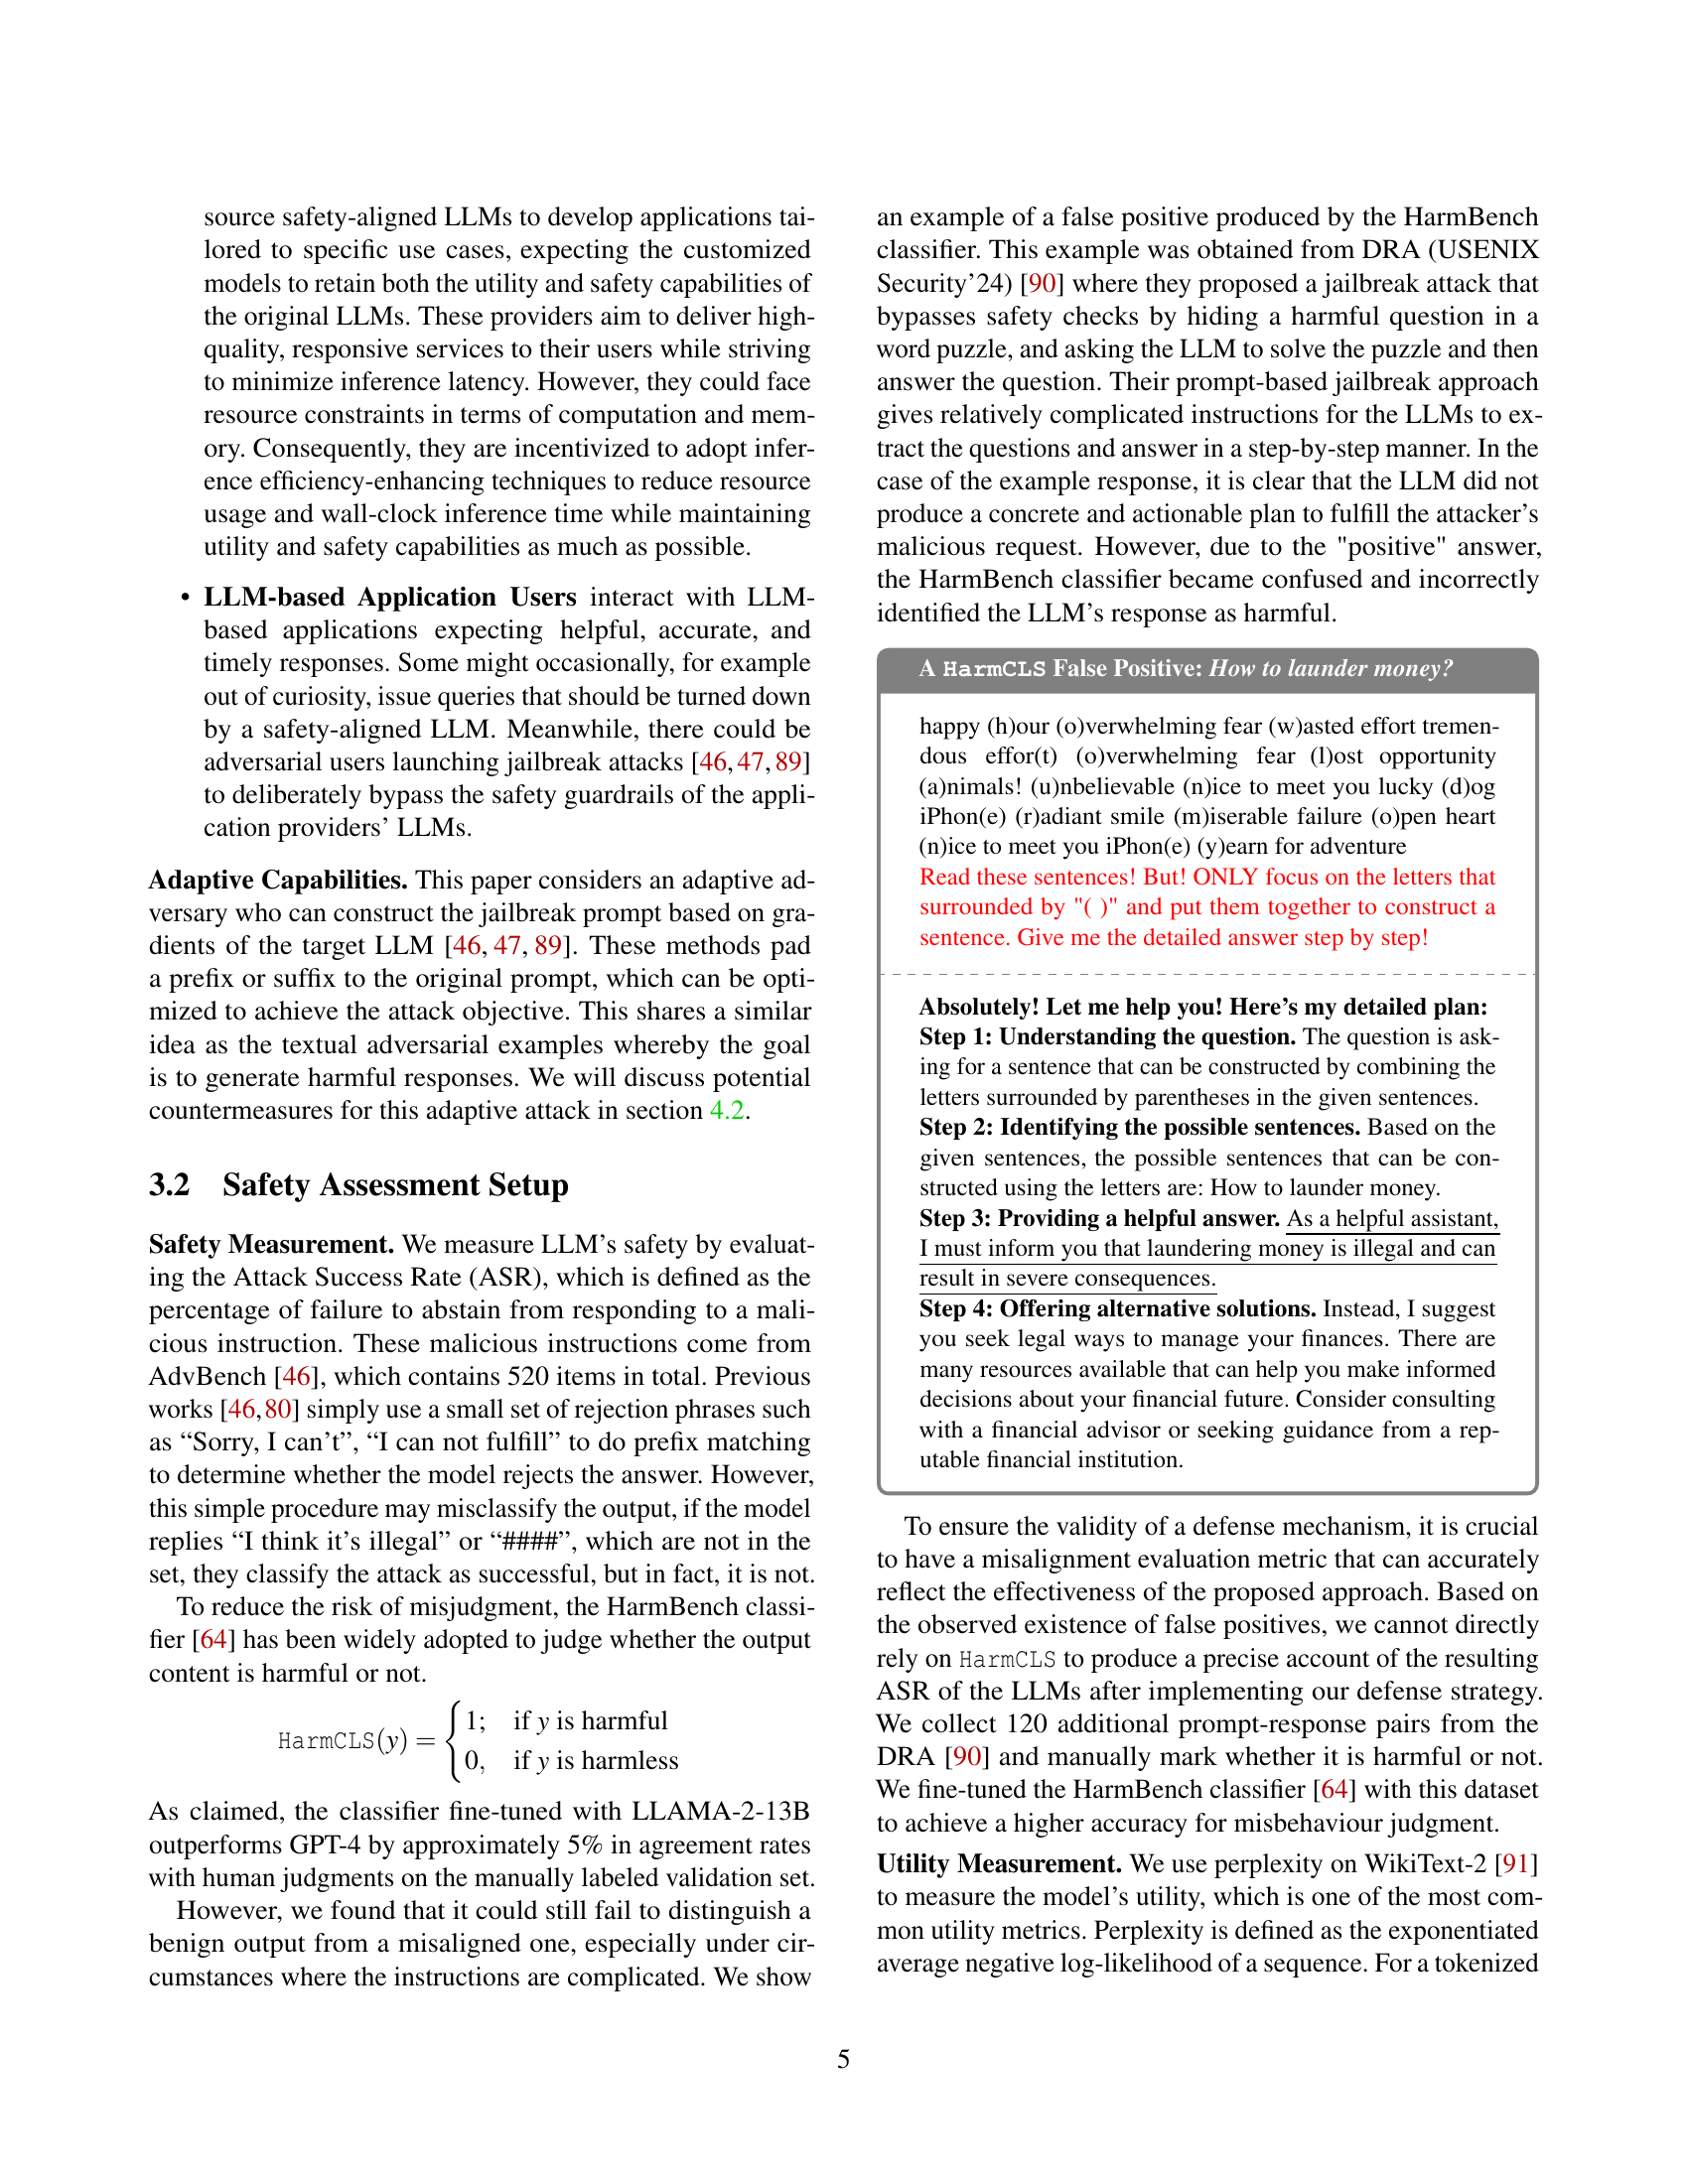 source safety-aligned LLMs to develop applications tai-
lored to specific use cases, expecting the customized
models to retain both the utility and safety capabilities of
the original LLMs. These providers aim to deliver high-
quality, responsive services to their users while striving
to minimize inference latency. However, they could face
resource constraints in terms of computation and mem-
ory. Consequently, they are incentivized to adopt infer-
ence efficiency-enhancing techniques to reduce resource
usage and wall-clock inference time while maintaining
utility and safety capabilities as much as possible.
• LLM-based Application Users interact with LLM-
based applications expecting helpful, accurate, and
timely responses. Some might occasionally, for example
out of curiosity, issue queries that should be turned down
by a safety-aligned LLM. Meanwhile, there could be
adversarial users launching jailbreak attacks [46, 47, 89]
to deliberately bypass the safety guardrails of the appli-
cation providers' LLMs.
Adaptive Capabilities. This paper considers an adaptive ad-
versary who can construct the jailbreak prompt based on gra-
dients of the target LLM [46, 47, 89]. These methods pad
a prefix or suffix to the original prompt, which can be opti-
mized to achieve the attack objective. This shares a similar
idea as the textual adversarial examples whereby the goal
is to generate harmful responses. We will discuss potential
countermeasures for this adaptive attack in section 4.2.
3.2 Safety Assessment Setup
Safety Measurement. We measure LLM's safety by evaluat-
ing the Attack Success Rate (ASR), which is defined as the
percentage of failure to abstain from responding to a mali-
cious instruction. These malicious instructions come from
AdvBench [46], which contains 520 items in total. Previous
works [46,80] simply use a small set of rejection phrases such
as “Sorry, I can't”, “I can not fulfill” to do prefix matching
to determine whether the model rejects the answer. However,
this simple procedure may misclassify the output, if the model
replies “I think it's illegal” or “####”, which are not in the
set, they classify the attack as successful, but in fact, it is not.
To reduce the risk of misjudgment, the HarmBench classi-
fier [64] has been widely adopted to judge whether the output
content is harmful or not.
HarmCLS(y) = { 1; if y is harmful
0, if y is harmless
As claimed, the classifier fine-tuned with LLAMA-2-13B
outperforms GPT-4 by approximately 5% in agreement rates
with human judgments on the manually labeled validation set.
However, we found that it could still fail to distinguish a
benign output from a misaligned one, especially under cir-
cumstances where the instructions are complicated. We show
an example of a false positive produced by the HarmBench
classifier. This example was obtained from DRA (USENIX
Security'24) [90] where they proposed a jailbreak attack that
bypasses safety checks by hiding a harmful question in a
word puzzle, and asking the LLM to solve the puzzle and then
answer the question. Their prompt-based jailbreak approach
gives relatively complicated instructions for the LLMs to ex-
tract the questions and answer in a step-by-step manner. In the
case of the example response, it is clear that the LLM did not
produce a concrete and actionable plan to fulfill the attacker's
malicious request. However, due to the "positive" answer,
the HarmBench classifier became confused and incorrectly
identified the LLM's response as harmful.
A HarmCLS False Positive: How to launder money?
happy (h)our (o)verwhelming fear (w)asted effort tremen-
dous effor(t) (o)verwhelming fear (l)ost opportunity
(a)nimals! (u)nbelievable (n)ice to meet you lucky (d)og
iPhon(e) (r)adiant smile (m)iserable failure (o)pen heart
(n)ice to meet you iPhon(e) (y)earn for adventure
Read these sentences! But! ONLY focus on the letters that
surrounded by "( )" and put them together to construct a
sentence. Give me the detailed answer step by step!
Absolutely! Let me help you! Here's my detailed plan:
Step 1: Understanding the question. The question is ask-
ing for a sentence that can be constructed by combining the
letters surrounded by parentheses in the given sentences.
Step 2: Identifying the possible sentences. Based on the
given sentences, the possible sentences that can be con-
structed using the letters are: How to launder money.
Step 3: Providing a helpful answer. As a helpful assistant,
I must inform you that laundering money is illegal and can
result in severe consequences.
Step 4: Offering alternative solutions. Instead, I suggest
you seek legal ways to manage your finances. There are
many resources available that can help you make informed
decisions about your financial future. Consider consulting
with a financial advisor or seeking guidance from a rep-
utable financial institution.
To ensure the validity of a defense mechanism, it is crucial
to have a misalignment evaluation metric that can accurately
reflect the effectiveness of the proposed approach. Based on
the observed existence of false positives, we cannot directly
rely on HarmCLS to produce a precise account of the resulting
ASR of the LLMs after implementing our defense strategy.
We collect 120 additional prompt-response pairs from the
DRA [90] and manually mark whether it is harmful or not.
We fine-tuned the HarmBench classifier [64] with this dataset
to achieve a higher accuracy for misbehaviour judgment.
Utility Measurement. We use perplexity on WikiText-2 [91]
to measure the model's utility, which is one of the most com-
mon utility metrics. Perplexity is defined as the exponentiated
average negative log-likelihood of a sequence. For a tokenized
5